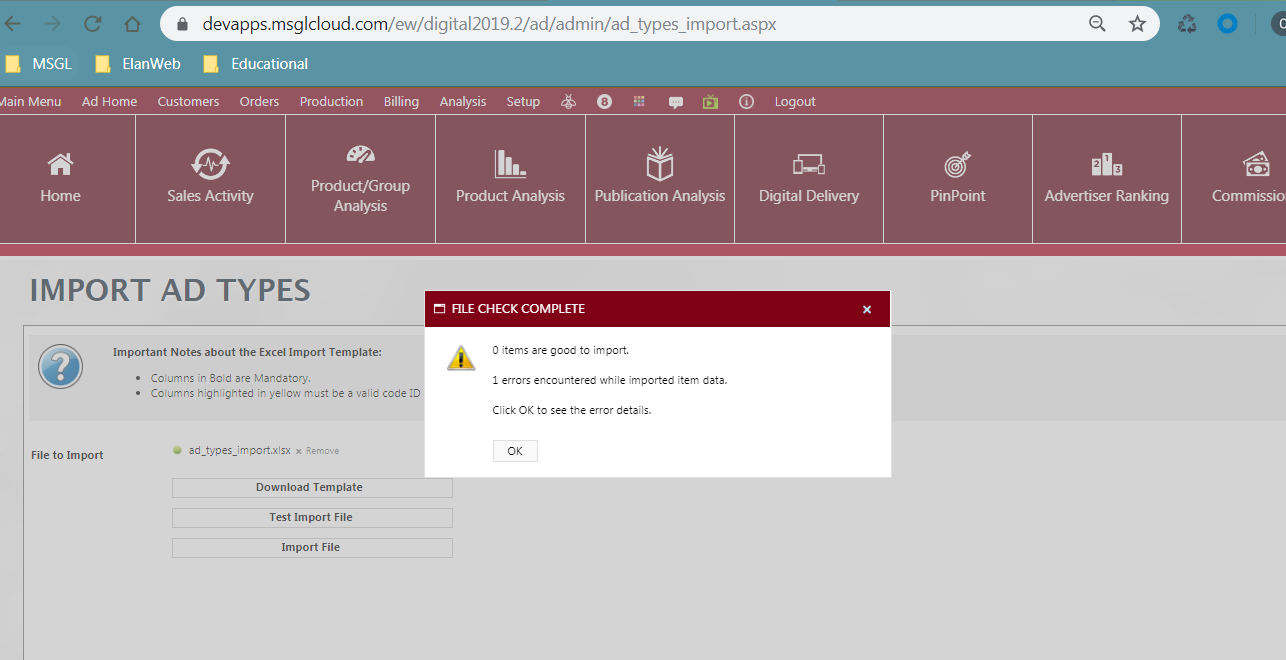 devapps.msglcloud.com/ew/digital2019.2/ad/admin/ad_types_import.aspx
MSGL ElanWeb Educational
Main Menu Ad Home Customers Orders Production Billing Analysis Setup 8 Logout
Home
Sales Activity
Product/Group
Analysis
Product Analysis
Publication Analysis
Digital Delivery
PinPoint
2 1 3
Advertiser Ranking
Commissio
IMPORT AD TYPES
Important Notes about the Excel Import Template:
• Columns in Bold are Mandatory.
• Columns highlighted in yellow must be a valid code ID
FILE CHECK COMPLETE
0 items are good to import.
1 errors encountered while imported item data.
Click OK to see the error details.
OK
File to Import
ad_types_import.xlsx × Remove
Download Template
Test Import File
Import File